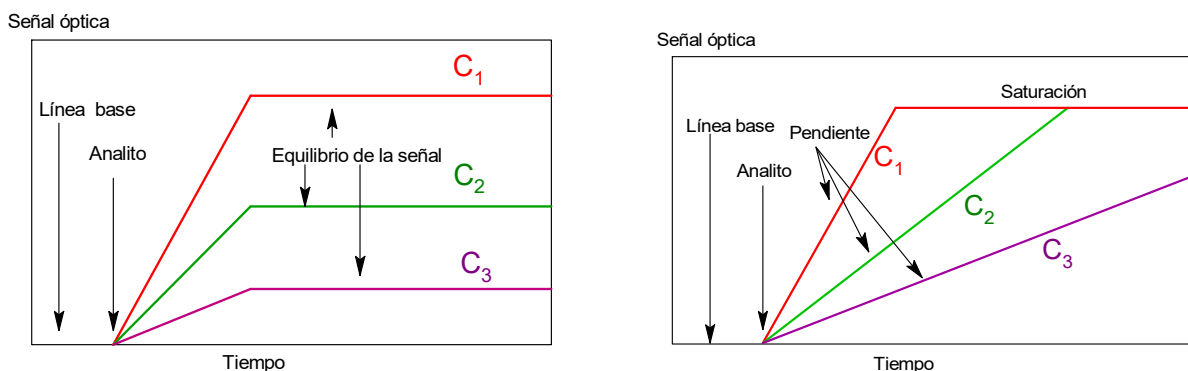 Señal óptica
C1
Línea base
Analito
Equilibrio de la señal
C2
C3
Tiempo
Señal óptica
Saturación
Línea base
Pendiente
C1
Analito
C2
C3
Tiempo